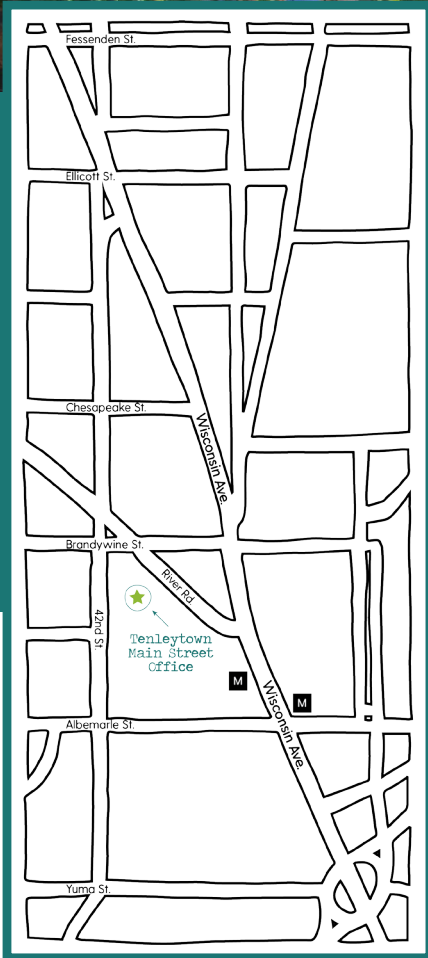 Fessenden St.
Ellicott St.
Chesapeake St.
Wisconsin Ave.
Brandywine St.
River Rd.
42nd St.
Tenleytown
Main Street
Office
M
M
Wisconsin Ave.
Albemarle St.
Yuma St.